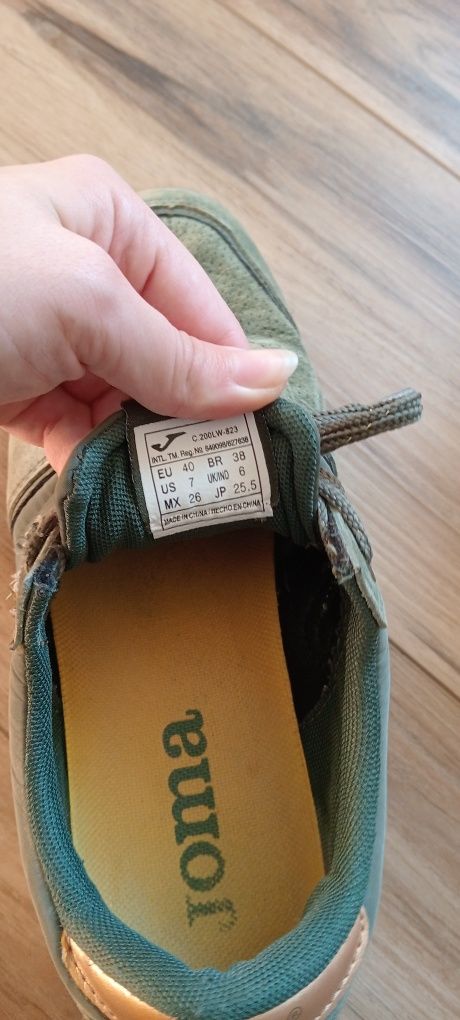 C.200LW-823
INTL.TM. Reg.Nº 649099/827636
EU 40 BR 38
US 7 UK/IND 6
MX 26 JP 25.5
MADE IN CHINA / HECHO EN CHINA
Joma
®